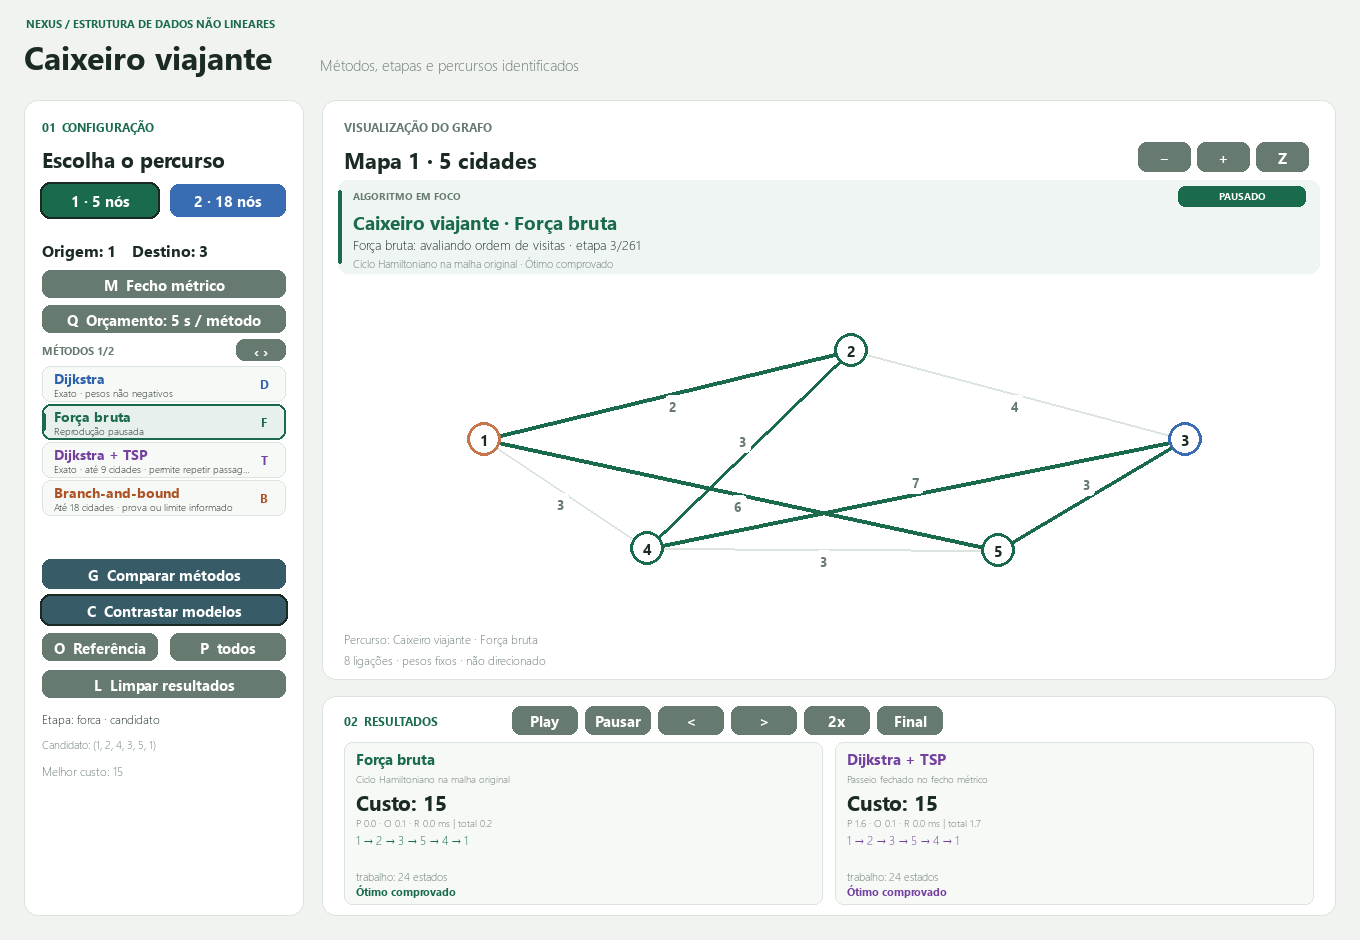 NEXUS / ESTRUTURA DE DADOS NÃO LINEARES
Caixeiro viajante
Métodos, etapas e percursos identificados
01 CONFIGURAÇÃO
Escolha o percurso
1 · 5 nós
2 · 18 nós
Origem: 1 Destino: 3
M Fecho métrico
Q Orçamento: 5 s / método
MÉTODOS 1/2
‹ ›
Dijkstra
Exato · pesos não negativos
D
Força bruta
Reprodução pausada
F
Dijkstra + TSP
Exato · até 9 cidades · permite repetir passag...
T
Branch-and-bound
Até 18 cidades · prova ou limite informado
B
G Comparar métodos
C Contrastar modelos
O Referência
P todos
L Limpar resultados
Etapa: forca · candidato
Candidato: (1, 2, 4, 3, 5, 1)
Melhor custo: 15
VISUALIZAÇÃO DO GRAFO
Mapa 1 · 5 cidades
−
+
Z
ALGORITMO EM FOCO
PAUSADO
Caixeiro viajante · Força bruta
Força bruta: avaliando ordem de visitas · etapa 3/261
Ciclo Hamiltoniano na malha original · Ótimo comprovado
2
2
4
1
3
3
7
3
3
6
4
5
3
Percurso: Caixeiro viajante · Força bruta
8 ligações · pesos fixos · não direcionado
02 RESULTADOS
Play
Pausar
<
>
2x
Final
Força bruta
Ciclo Hamiltoniano na malha original
Custo: 15
P 0.0 · O 0.1 · R 0.0 ms | total 0.2
1 → 2 → 3 → 5 → 4 → 1
trabalho: 24 estados
Ótimo comprovado
Dijkstra + TSP
Passeio fechado no fecho métrico
Custo: 15
P 1.6 · O 0.1 · R 0.0 ms | total 1.7
1 → 2 → 3 → 5 → 4 → 1
trabalho: 24 estados
Ótimo comprovado